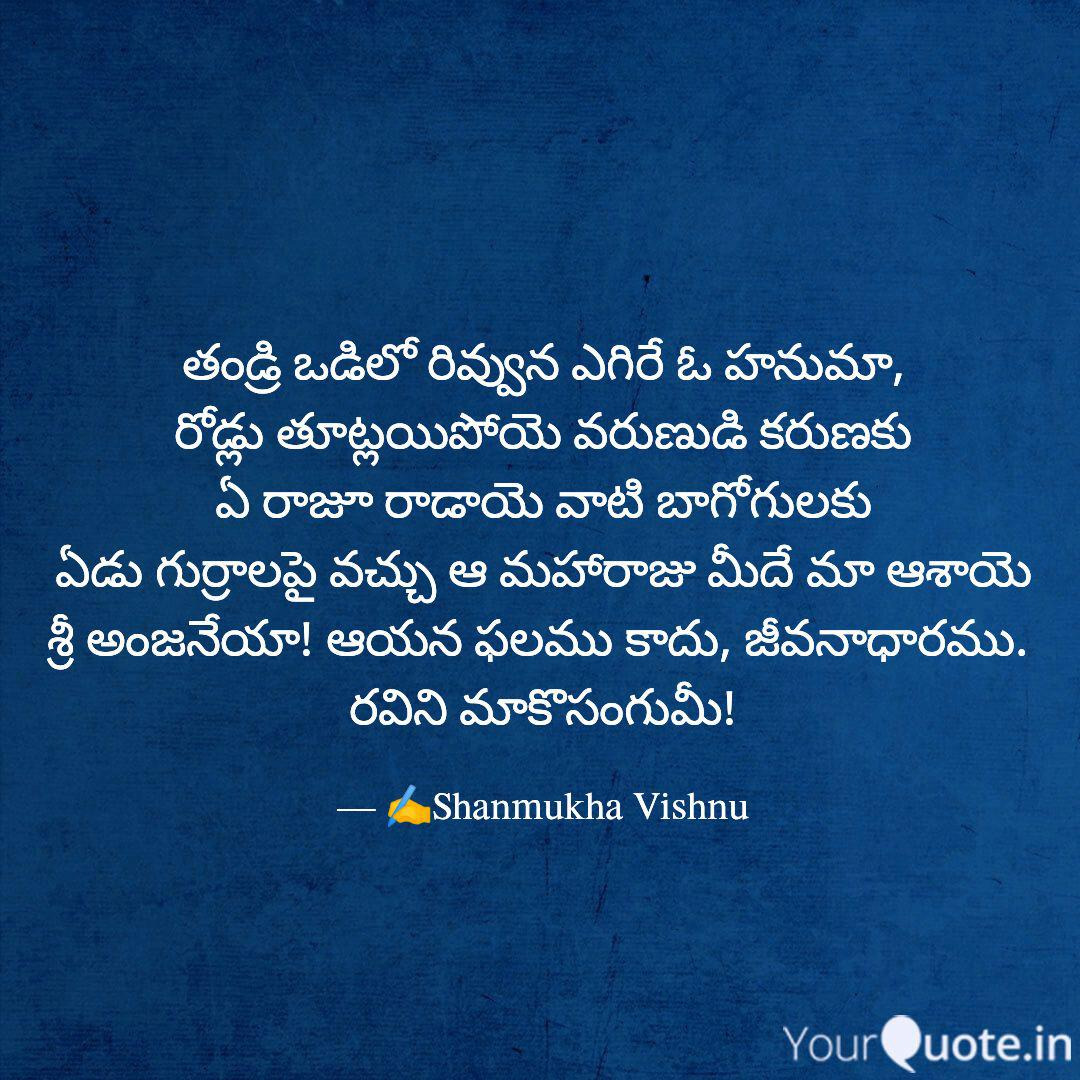 తండ్రి ఒడిలో రివ్వున ఎగిరే ఓ హనుమా,
రోడ్లు తూట్లయిపోయె వరుణుడి కరుణకు
ఏ రాజూ రాడాయె వాటి బాగోగులకు
ఏడు గుర్రాలపై వచ్చు ఆ మహారాజు మీదే మా ఆశాయె
శ్రీ అంజనేయా! ఆయన ఫలము కాదు, జీవనాధారము.
రవిని మాకొసంగుమీ!
— ✍️Shanmukha Vishnu
YourQuote.in